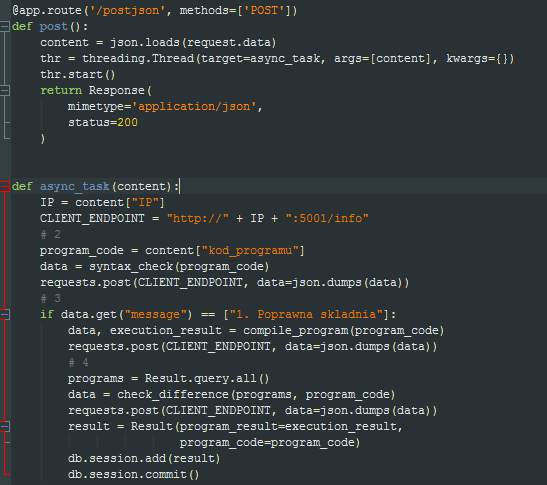 @app.route('/postjson', methods=['POST'])
def post():
    content = json.loads(request.data)
    thr = threading.Thread(target=async_task, args=[content], kwargs={})
    thr.start()
    return Response(
        mimetype='application/json',
        status=200
    )
def async_task(content):
    IP = content["IP"]
    CLIENT_ENDPOINT = "http://" + IP + ":5001/info"
    # 2
    program_code = content["kod_programu"]
    data = syntax_check(program_code)
    requests.post(CLIENT_ENDPOINT, data=json.dumps(data))
    # 3
    if data.get("message") == ["1. Poprawna skladnia"]:
        data, execution_result = compile_program(program_code)
        requests.post(CLIENT_ENDPOINT, data=json.dumps(data))
        # 4
        programs = Result.query.all()
        data = check_difference(programs, program_code)
        requests.post(CLIENT_ENDPOINT, data=json.dumps(data))
        result = Result(program_result=execution_result,
                        program_code=program_code)
        db.session.add(result)
        db.session.commit()